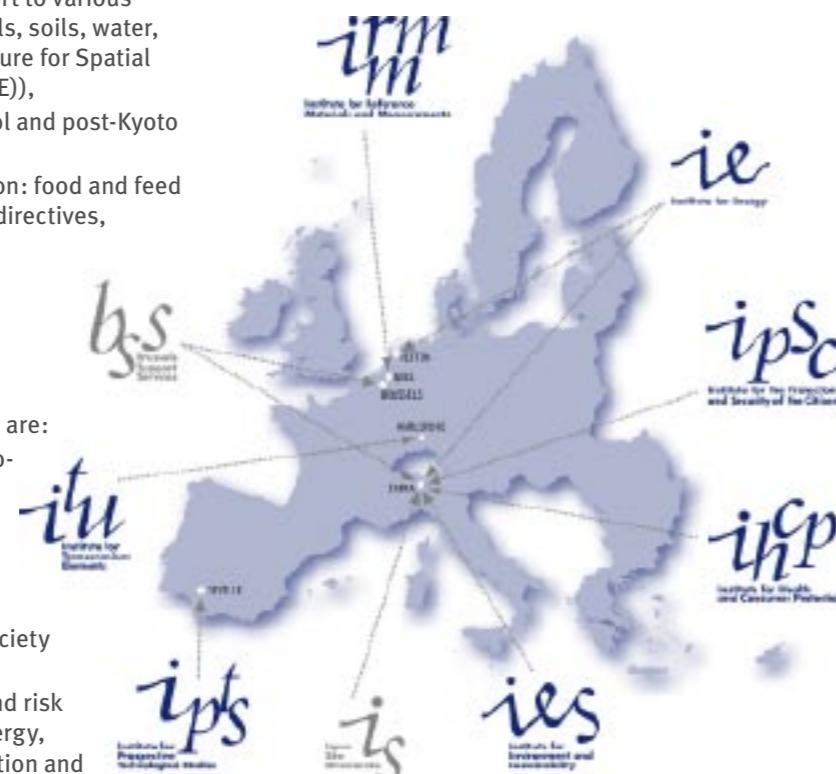 rt to various
ls, soils, water,
ure for Spatial
E)),
ol and post-Kyoto
on: food and feed
directives,
are:
o-
ciety
nd risk
ergy,
tion and
irmm
Institute for Reference
Materials and Measurements
ie
Institute for Energy
bss
Brussels
Support
Services
ipsc
Institute for the Protection
and Security of the Citizen
PETTEN
GEEL
BRUSSELS
KARLSRUHE
ISPRA
itu
Institute for
Transuranium
Elements
ihcp
Institute for Health
and Consumer Protection
SEVILLE
ipts
Institute for
Prospective
Technological Studies
is
Site
ies
Institute for
Environment and
Sustainability